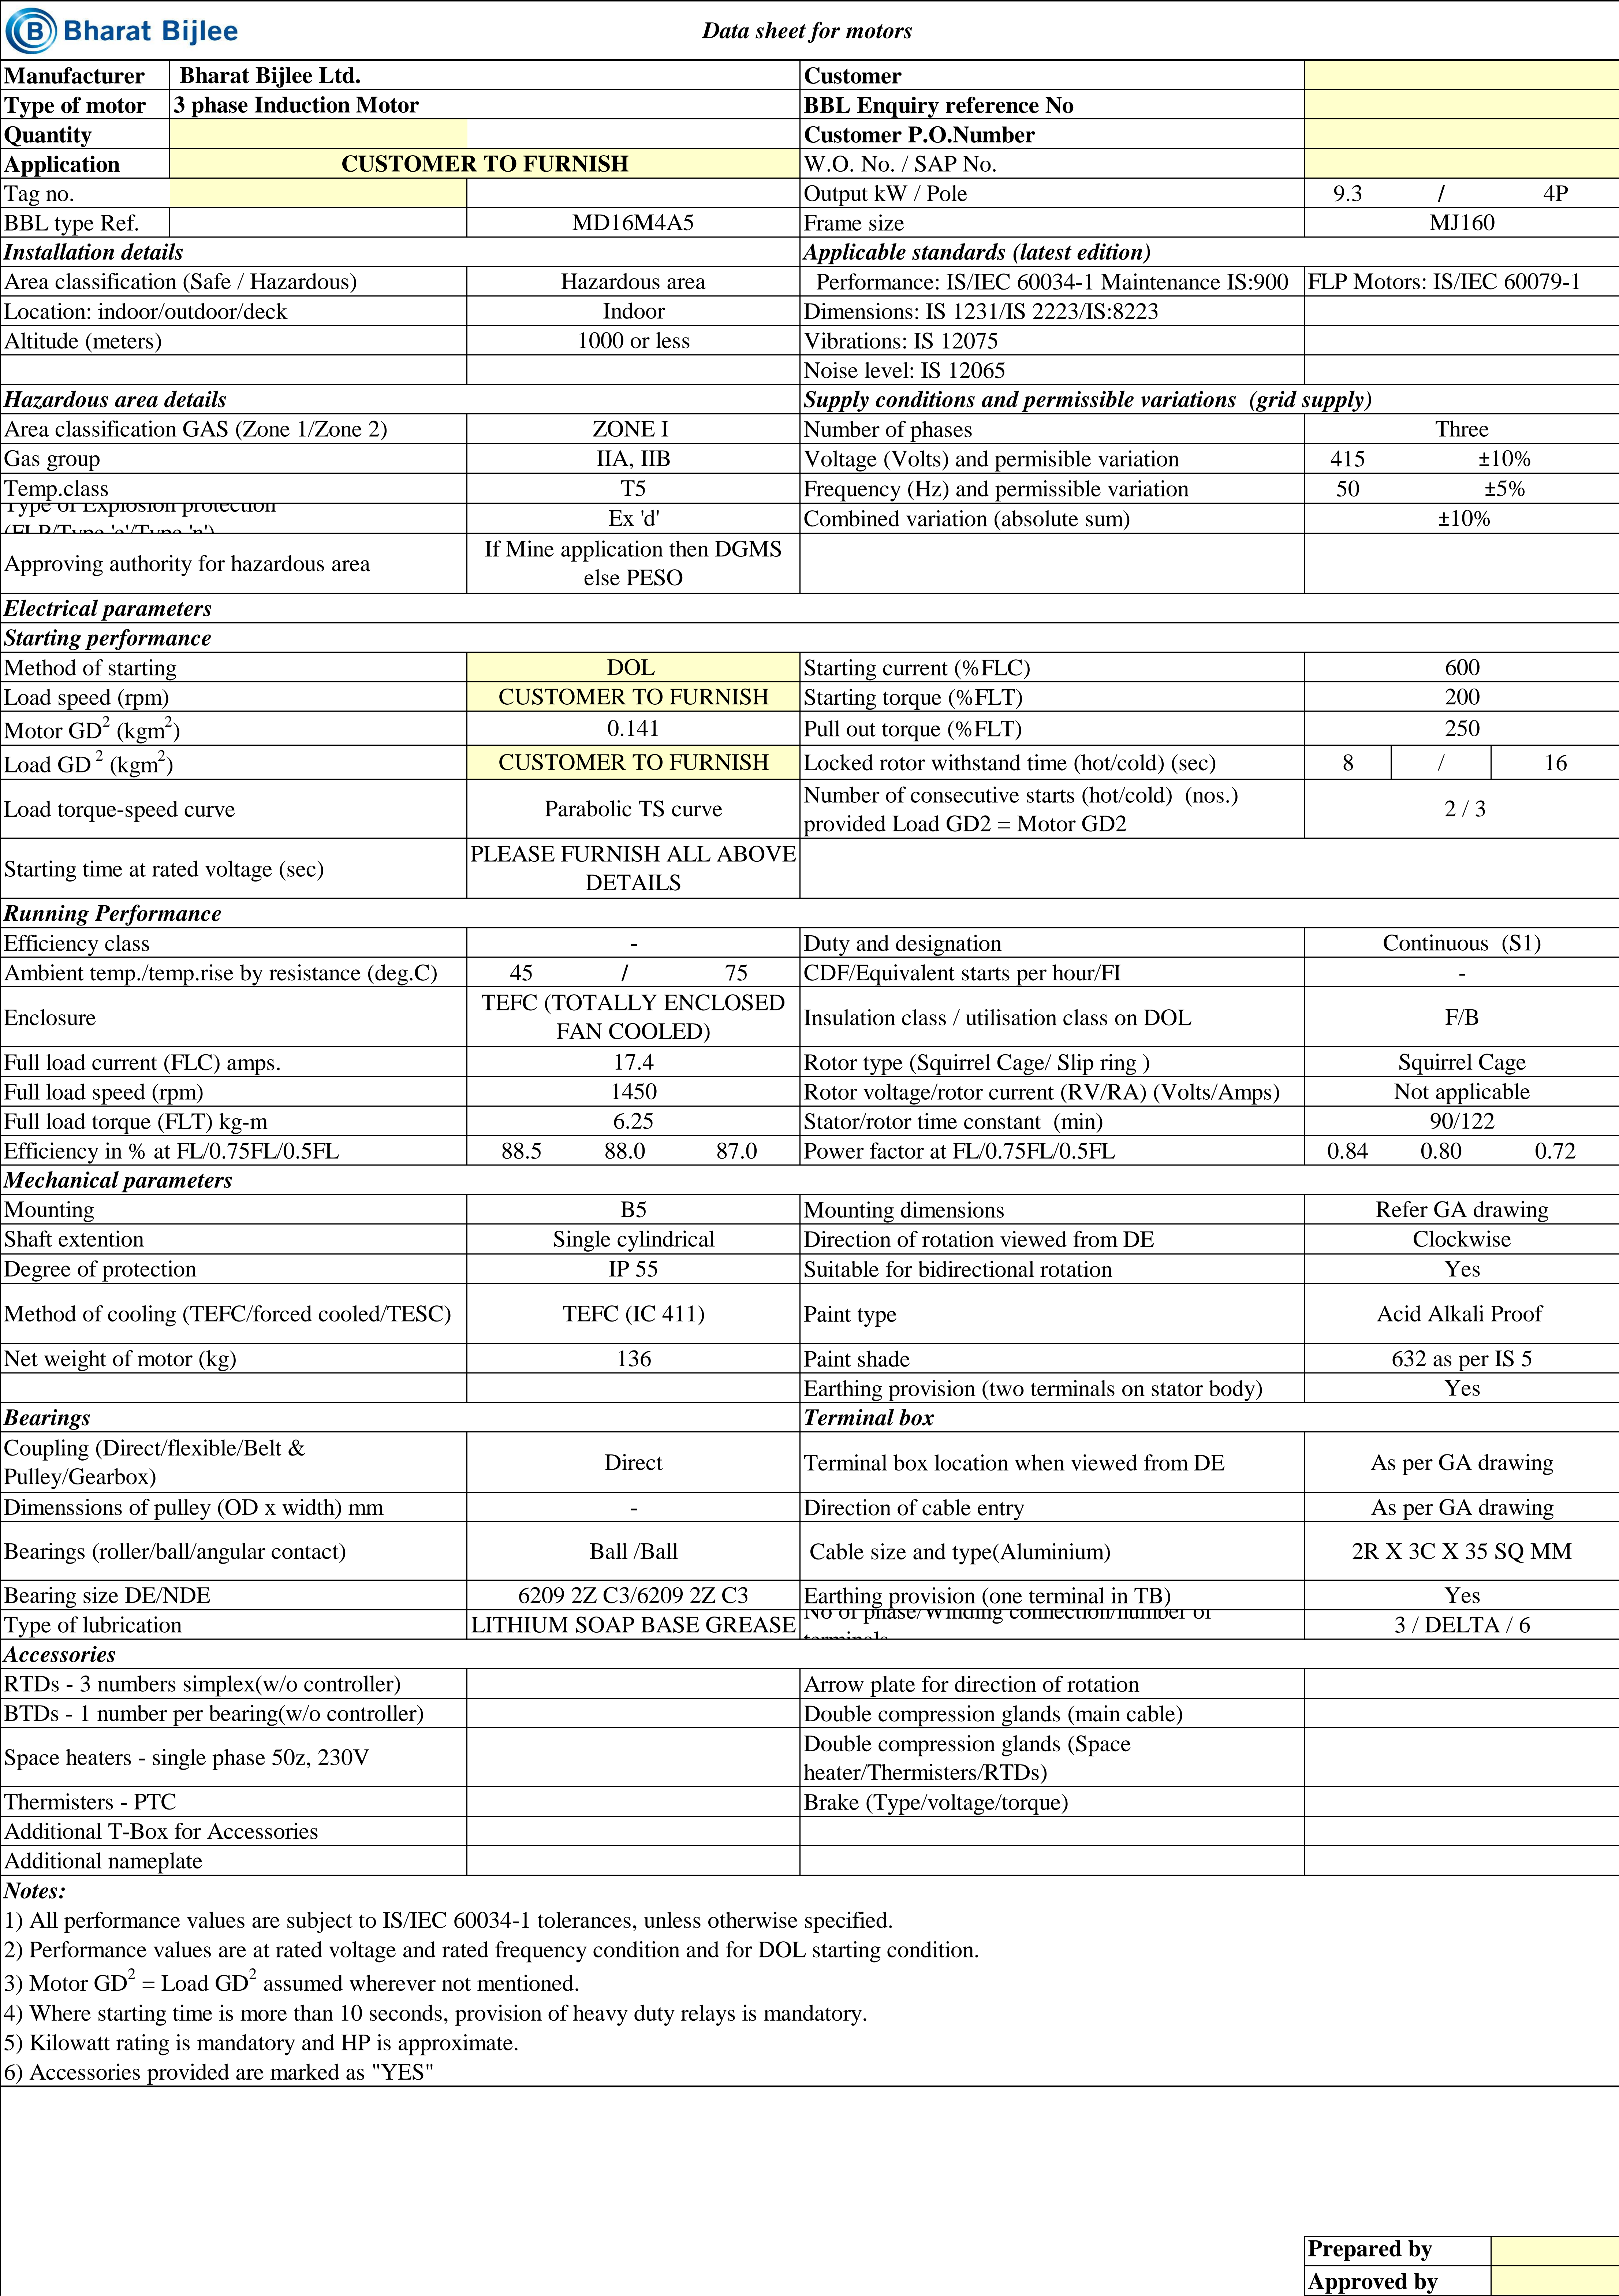 B Bharat Bijlee
Data sheet for motors
Manufacturer Bharat Bijlee Ltd. Customer
Type of motor 3 phase Induction Motor BBL Enquiry reference No
Quantity Customer P.O.Number
Application CUSTOMER TO FURNISH W.O. No. / SAP No.
Tag no. Output kW / Pole 9.3 / 4P
BBL type Ref. MD16M4A5 Frame size MJ160
Installation details Applicable standards (latest edition)
Area classification (Safe / Hazardous) Hazardous area Performance: IS/IEC 60034-1 Maintenance IS:900 FLP Motors: IS/IEC 60079-1
Location: indoor/outdoor/deck Indoor Dimensions: IS 1231/IS 2223/IS:8223
Altitude (meters) 1000 or less Vibrations: IS 12075
Noise level: IS 12065
Hazardous area details Supply conditions and permissible variations (grid supply)
Area classification GAS (Zone 1/Zone 2) ZONE I Number of phases Three
Gas group IIA, IIB Voltage (Volts) and permisible variation 415 ±10%
Temp.class T5 Frequency (Hz) and permissible variation 50 ±5%
Type of Explosion protection
(FLP/Type 'e'/Type 'n') Ex 'd' Combined variation (absolute sum) ±10%
Approving authority for hazardous area If Mine application then DGMS
else PESO
Electrical parameters
Starting performance
Method of starting DOL Starting current (%FLC) 600
Load speed (rpm) CUSTOMER TO FURNISH Starting torque (%FLT) 200
Motor GD2 (kgm2) 0.141 Pull out torque (%FLT) 250
Load GD 2 (kgm2) CUSTOMER TO FURNISH Locked rotor withstand time (hot/cold) (sec) 8 / 16
Load torque-speed curve Parabolic TS curve Number of consecutive starts (hot/cold) (nos.)
provided Load GD2 = Motor GD2 2 / 3
Starting time at rated voltage (sec) PLEASE FURNISH ALL ABOVE
DETAILS
Running Performance
Efficiency class - Duty and designation Continuous (S1)
Ambient temp./temp.rise by resistance (deg.C) 45 / 75 CDF/Equivalent starts per hour/FI -
Enclosure TEFC (TOTALLY ENCLOSED
FAN COOLED) Insulation class / utilisation class on DOL F/B
Full load current (FLC) amps. 17.4 Rotor type (Squirrel Cage/ Slip ring ) Squirrel Cage
Full load speed (rpm) 1450 Rotor voltage/rotor current (RV/RA) (Volts/Amps) Not applicable
Full load torque (FLT) kg-m 6.25 Stator/rotor time constant (min) 90/122
Efficiency in % at FL/0.75FL/0.5FL 88.5 88.0 87.0 Power factor at FL/0.75FL/0.5FL 0.84 0.80 0.72
Mechanical parameters
Mounting B5 Mounting dimensions Refer GA drawing
Shaft extention Single cylindrical Direction of rotation viewed from DE Clockwise
Degree of protection IP 55 Suitable for bidirectional rotation Yes
Method of cooling (TEFC/forced cooled/TESC) TEFC (IC 411) Paint type Acid Alkali Proof
Net weight of motor (kg) 136 Paint shade 632 as per IS 5
Earthing provision (two terminals on stator body) Yes
Bearings Terminal box
Coupling (Direct/flexible/Belt &
Pulley/Gearbox) Direct Terminal box location when viewed from DE As per GA drawing
Dimenssions of pulley (OD x width) mm - Direction of cable entry As per GA drawing
Bearings (roller/ball/angular contact) Ball /Ball Cable size and type(Aluminium) 2R X 3C X 35 SQ MM
Bearing size DE/NDE 6209 2Z C3/6209 2Z C3 Earthing provision (one terminal in TB) Yes
Type of lubrication LITHIUM SOAP BASE GREASE No of phase/Winding connection/number of
terminals 3 / DELTA / 6
Accessories
RTDs - 3 numbers simplex(w/o controller) Arrow plate for direction of rotation
BTDs - 1 number per bearing(w/o controller) Double compression glands (main cable)
Space heaters - single phase 50z, 230V Double compression glands (Space
heater/Thermisters/RTDs)
Thermisters - PTC Brake (Type/voltage/torque)
Additional T-Box for Accessories
Additional nameplate
Notes:
1) All performance values are subject to IS/IEC 60034-1 tolerances, unless otherwise specified.
2) Performance values are at rated voltage and rated frequency condition and for DOL starting condition.
3) Motor GD2 = Load GD2 assumed wherever not mentioned.
4) Where starting time is more than 10 seconds, provision of heavy duty relays is mandatory.
5) Kilowatt rating is mandatory and HP is approximate.
6) Accessories provided are marked as "YES"
Prepared by
Approved by